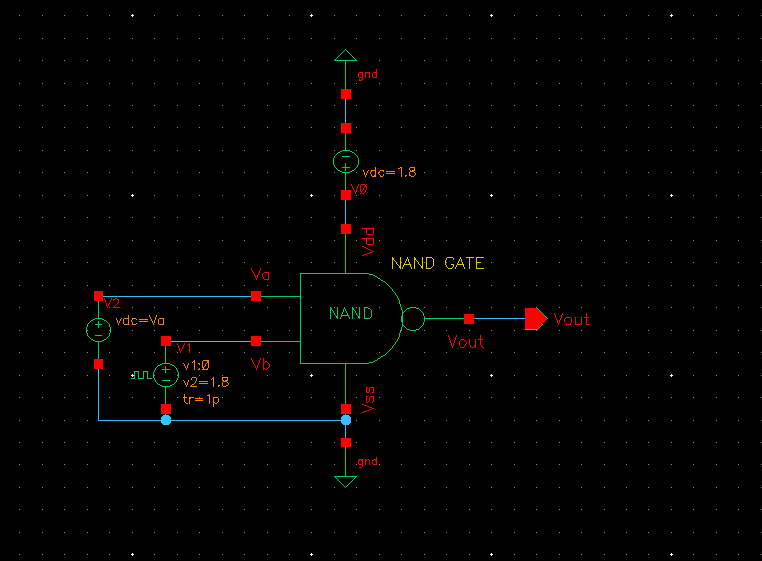 gnd
vdc=1.8
V0
Vdd
NAND GATE
Va
V2
vdc=Va
NAND
Vout
Vout
V1
Vb
v1:0
v2=1.8
tr=1p
Vss
gnd